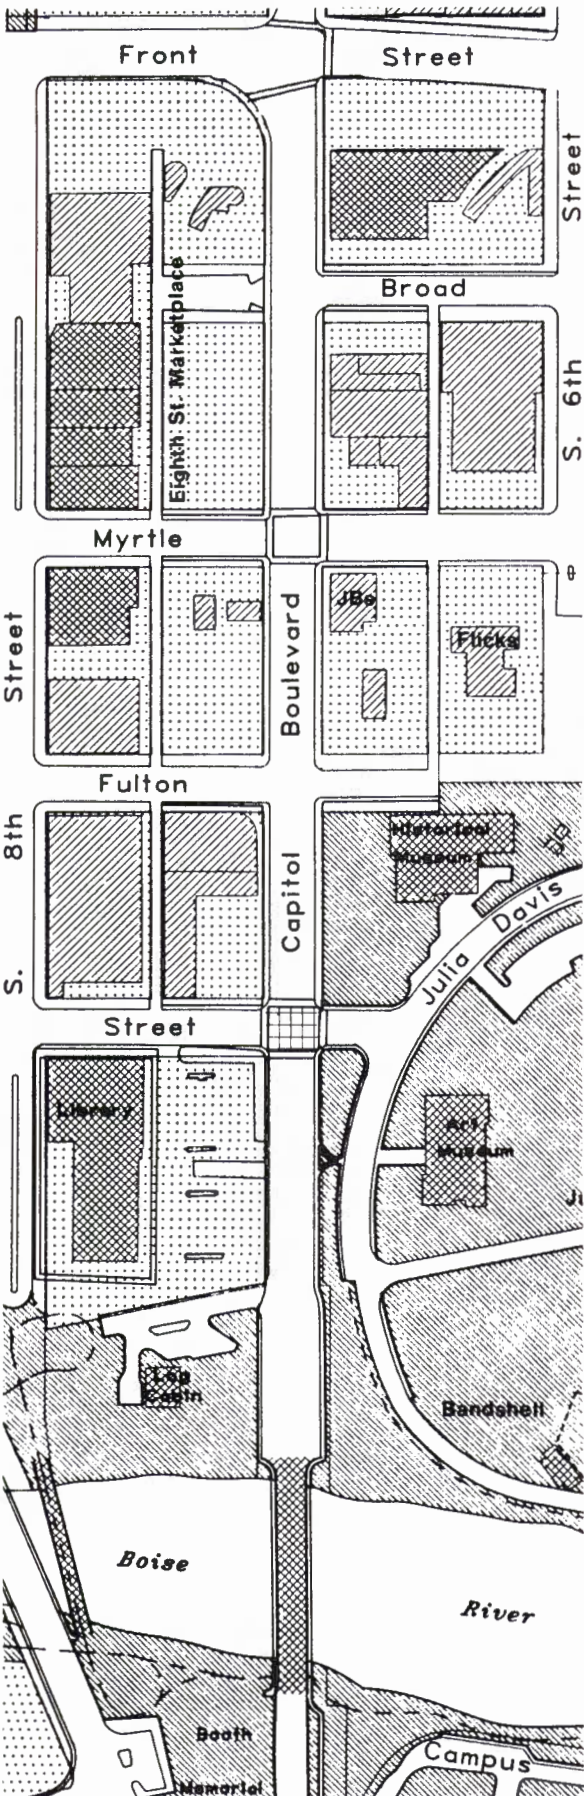 Front Street
Street
Broad
Eighth St. Marketplace
S. 6th
Myrtle
JBs
Flicks
Street
Boulevard
Fulton
Historical
Museum
S. 8th
Capitol
Julia Davis
Street
Library
Art
Museum
Log
Cabin
Bandshell
Boise
River
Booth
Memorial
Campus